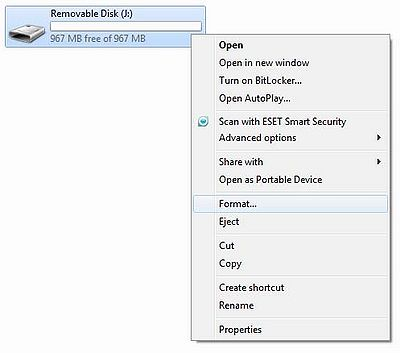 Removable Disk (J:)
967 MB free of 967 MB
Open
Open in new window
Turn on BitLocker...
Open AutoPlay...
Scan with ESET Smart Security
Advanced options
Share with
Open as Portable Device
Format...
Eject
Cut
Copy
Create shortcut
Rename
Properties